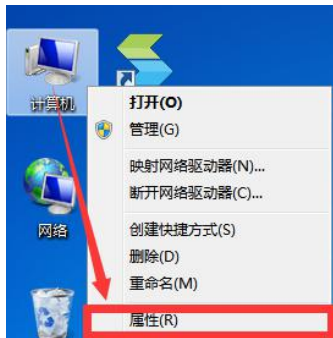 计算机
打开(O)
管理(G)
映射网络驱动器(N)...
断开网络驱动器(C)...
网络
创建快捷方式(S)
删除(D)
重命名(M)
属性(R)